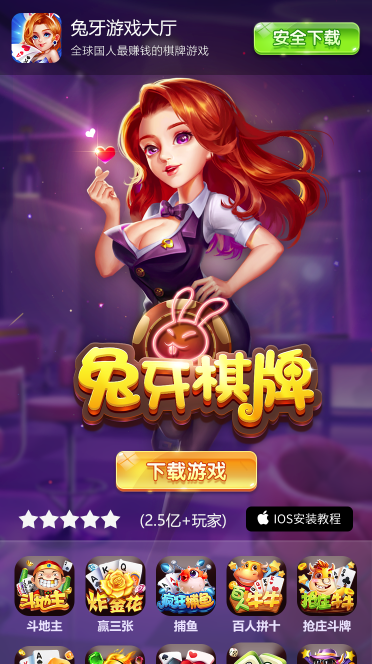 兔牙游戏大厅
全球国人最赚钱的棋牌游戏
安全下载
兔牙棋牌
下载游戏
(2.5亿+玩家)
IOS安装教程
斗地主
炸金花
疯狂捕鱼
牛牛
抢庄牛牛
斗地主
赢三张
捕鱼
百人拼十
抢庄斗牌